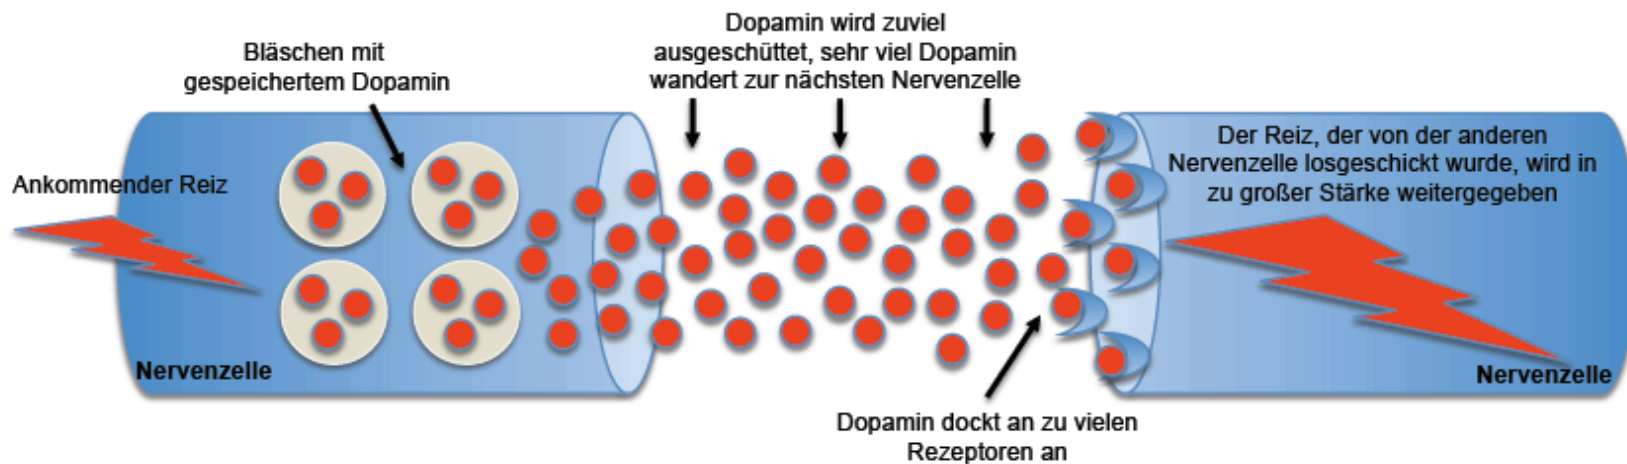 Dopamin wird zuviel
ausgeschüttet, sehr viel Dopamin
wandert zur nächsten Nervenzelle
Bläschen mit
gespeichertem Dopamin
Ankommender Reiz
Der Reiz, der von der anderen
Nervenzelle losgeschickt wurde, wird in
zu großer Stärke weitergegeben
Nervenzelle
Nervenzelle
Dopamin dockt an zu vielen
Rezeptoren an